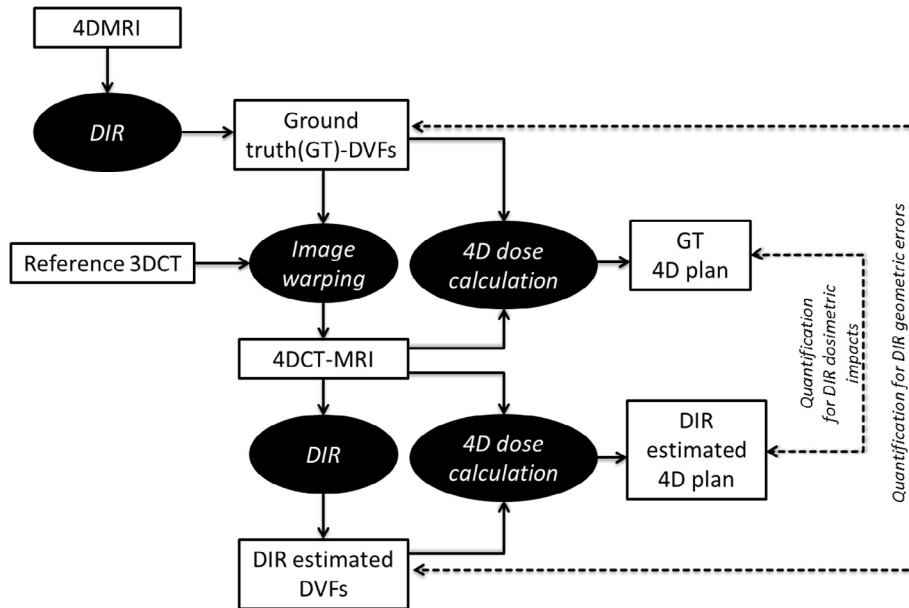 4DMRI
DIR
Ground
truth(GT)-DVFs
Reference 3DCT
Image
warping
4D dose
calculation
GT
4D plan
4DCT-MRI
DIR
4D dose
calculation
DIR
estimated
4D plan
DIR estimated
DVFs
Quantification
for DIR dosimetric
impacts
Quantification for DIR geometric errors